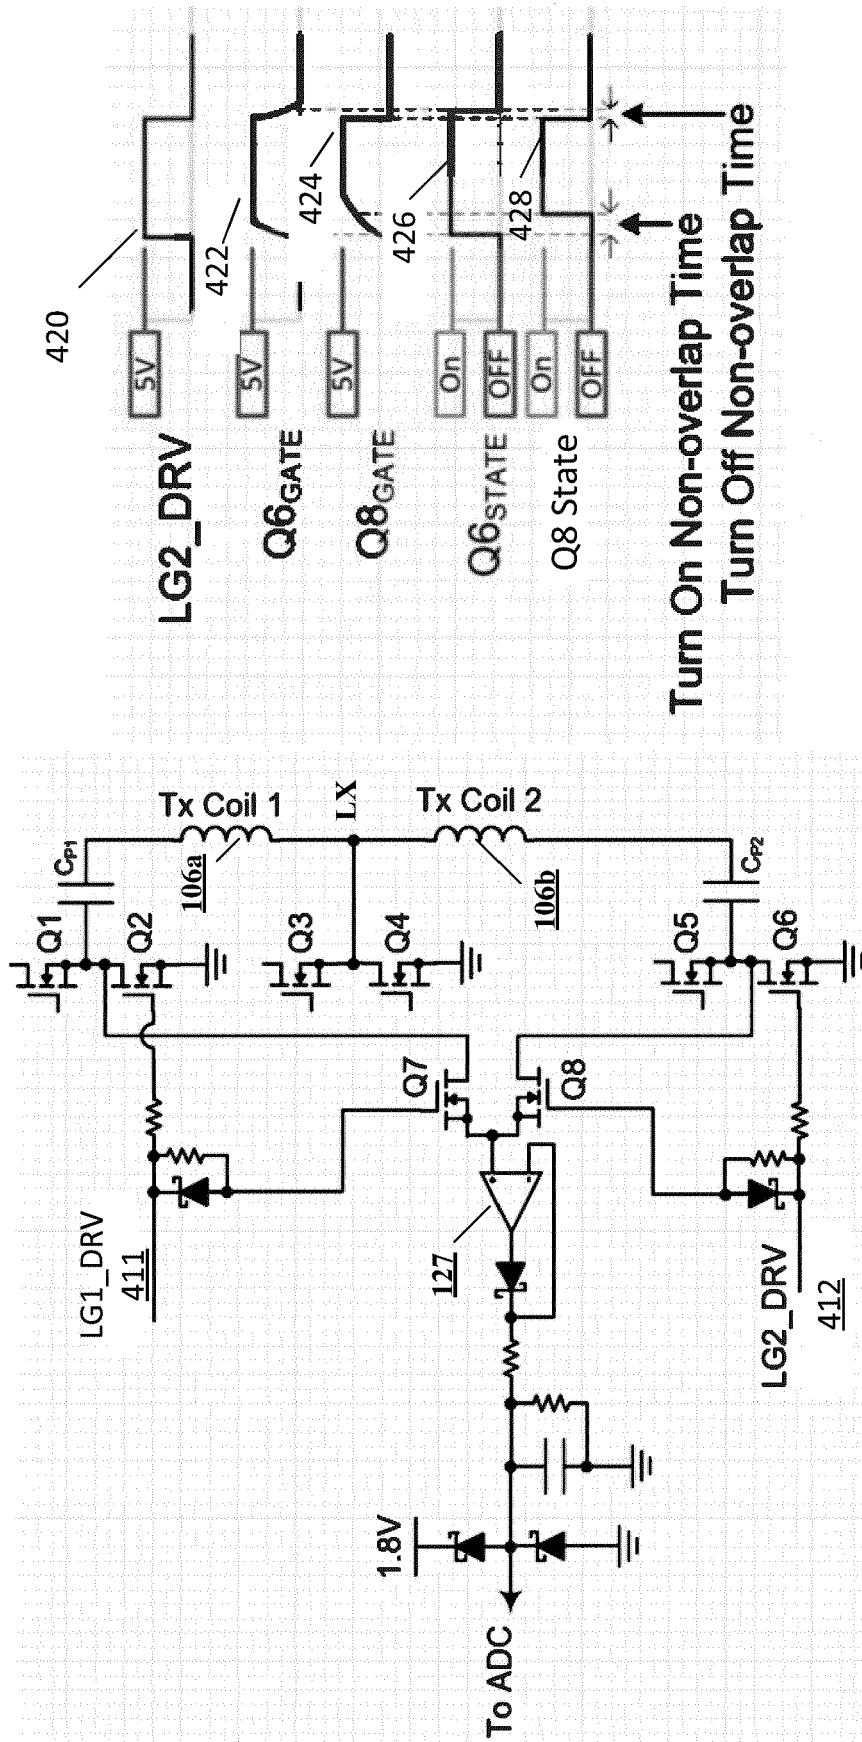 LG2_DRV
5V
420
Q6GATE
5V
422
Q8GATE
5V
424
Q6STATE
On
OFF
426
Q8 State
On
OFF
428
Turn On Non-overlap Time
Turn Off Non-overlap Time
Tx Coil 1
LX
Tx Coil 2
CP1
106a
106b
CP2
Q1
Q2
Q3
Q4
Q5
Q6
Q7
Q8
LG1_DRV
411
127
LG2_DRV
412
1.8V
To ADC